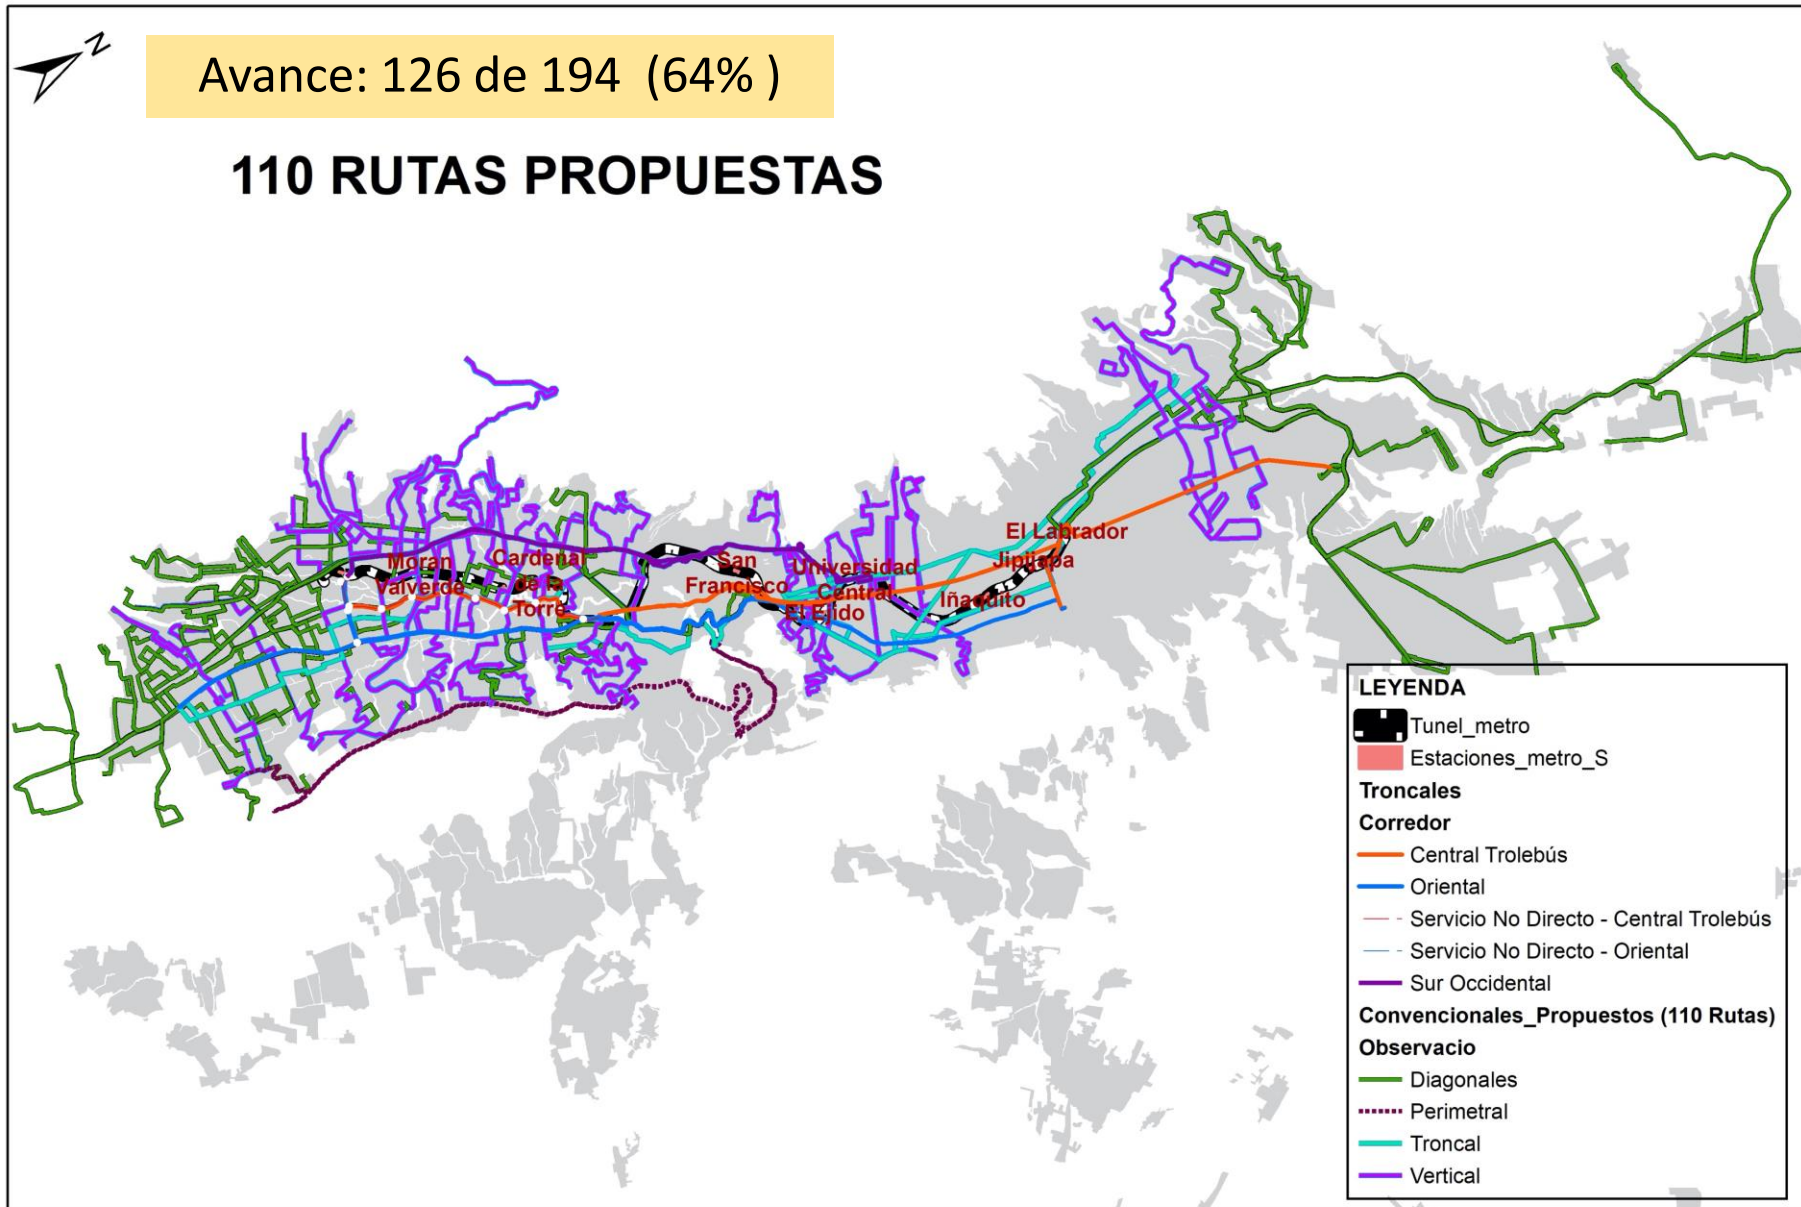 N
Avance: 126 de 194  (64% )
110 RUTAS PROPUESTAS
El Labrador
Jipijapa
Iñaquito
Universidad
Central
El Ejido
San
Francisco
Cardenal
de la
Torre
Moran
Valverde
LEYENDA
Tunel_metro
Estaciones_metro_S
Troncales
Corredor
Central Trolebús
Oriental
Servicio No Directo - Central Trolebús
Servicio No Directo - Oriental
Sur Occidental
Convencionales_Propuestos (110 Rutas)
Observacio
Diagonales
Perimetral
Troncal
Vertical